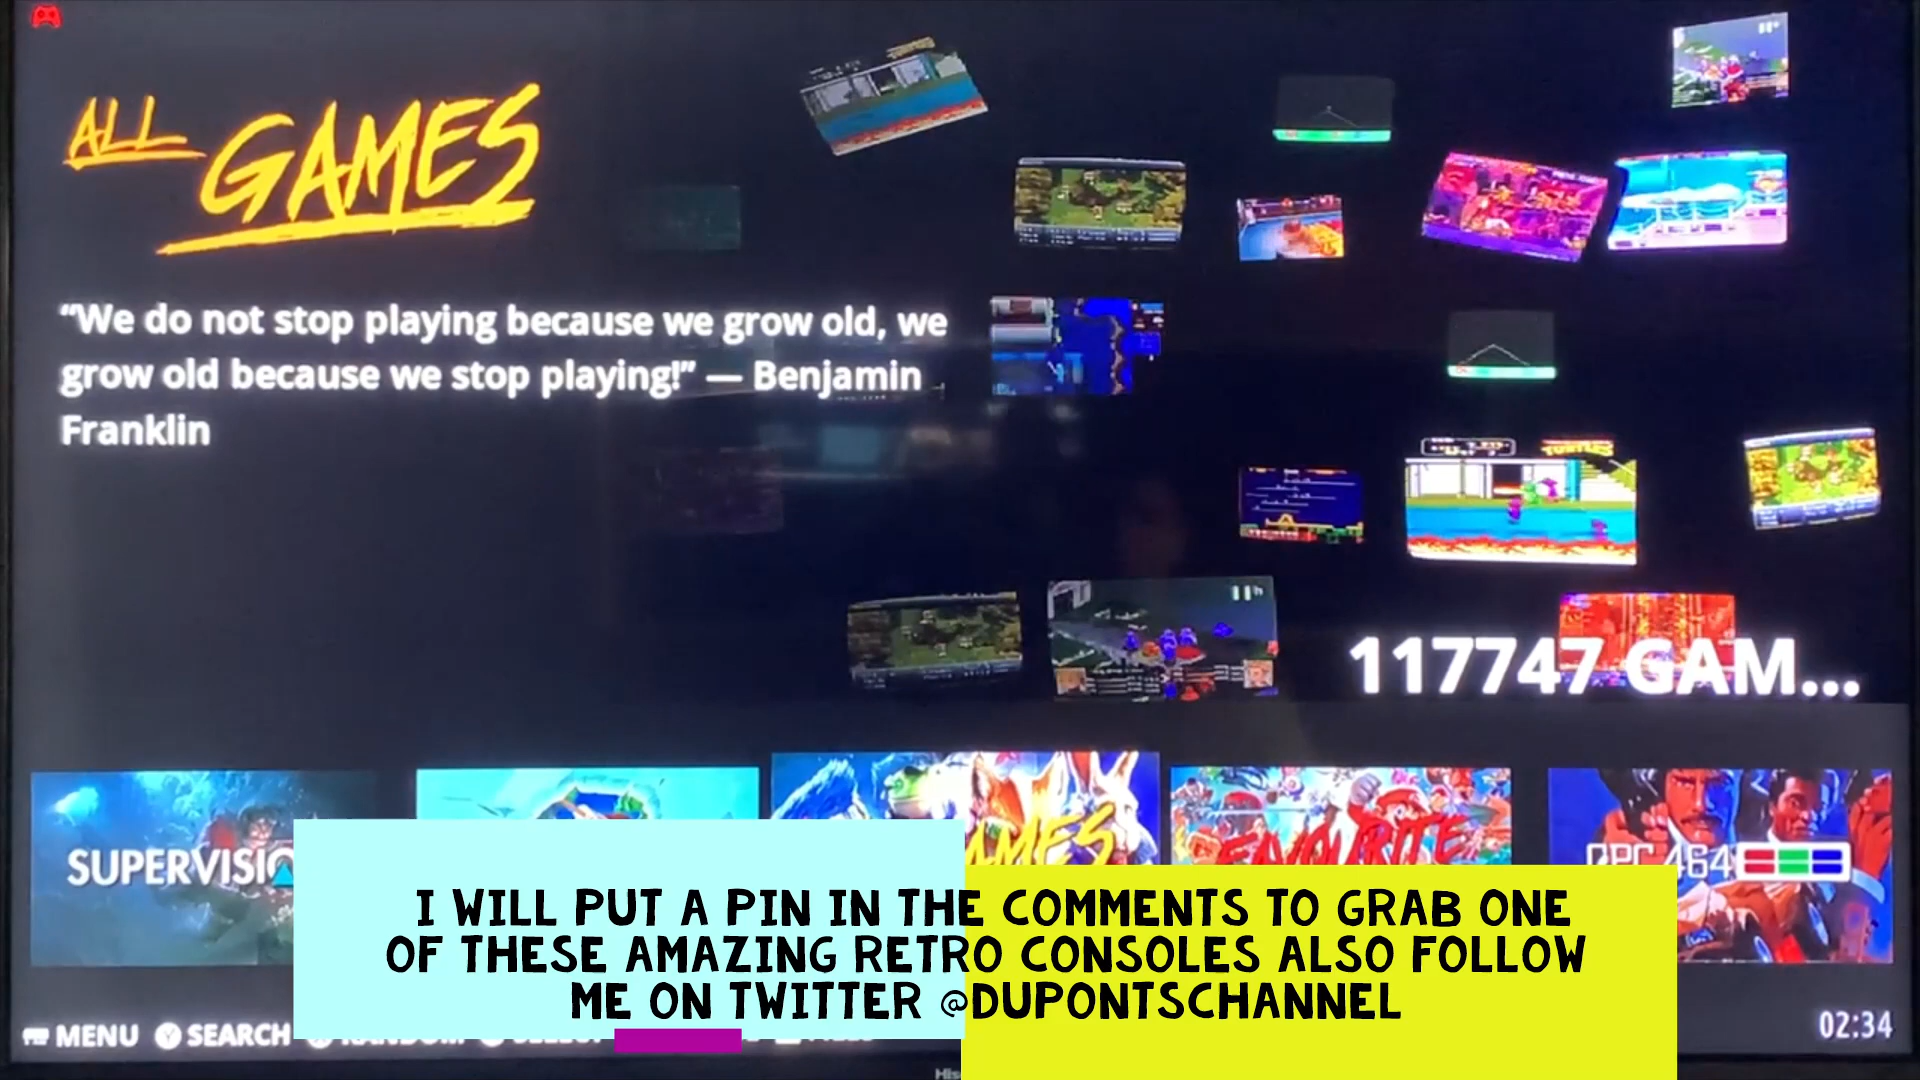 ALL
GAMES
“We do not stop playing because we grow old, we
grow old because we stop playing!” — Benjamin
Franklin
TURTLES
117747 GAM...
SUPERVISIO
FAVOURITE
464
I WILL PUT A PIN IN THE COMMENTS TO GRAB ONE
OF THESE AMAZING RETRO CONSOLES ALSO FOLLOW
ME ON TWITTER @DUPONTSCHANNEL
MENU SEARCH
02:34